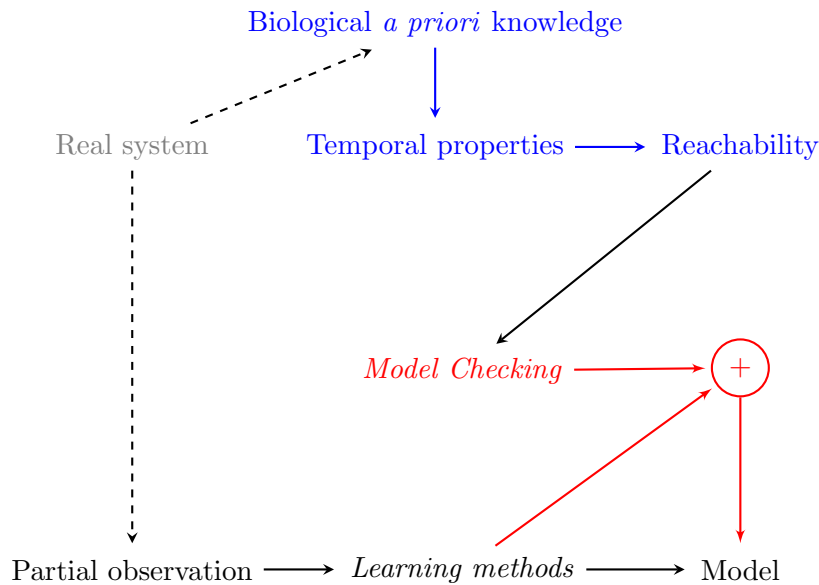 Biological a priori knowledge
Real system
Temporal properties
Reachability
Model Checking
+
Partial observation
Learning methods
Model